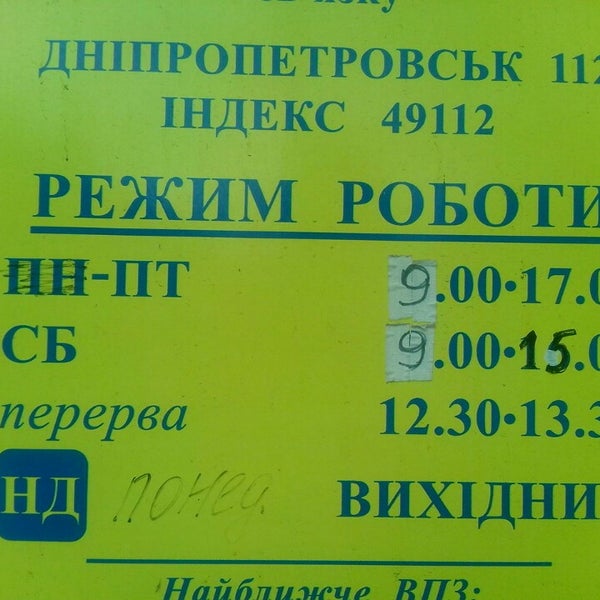 ДНІПРОПЕТРОВСЬК 112
ІНДЕКС 49112
РЕЖИМ РОБОТИ
ПН-ПТ 9.00·17.0
СБ 9.00·15.0
перерва 12.30·13.3
НД понед. ВИХІДНИ
Найближче ВПЗ: